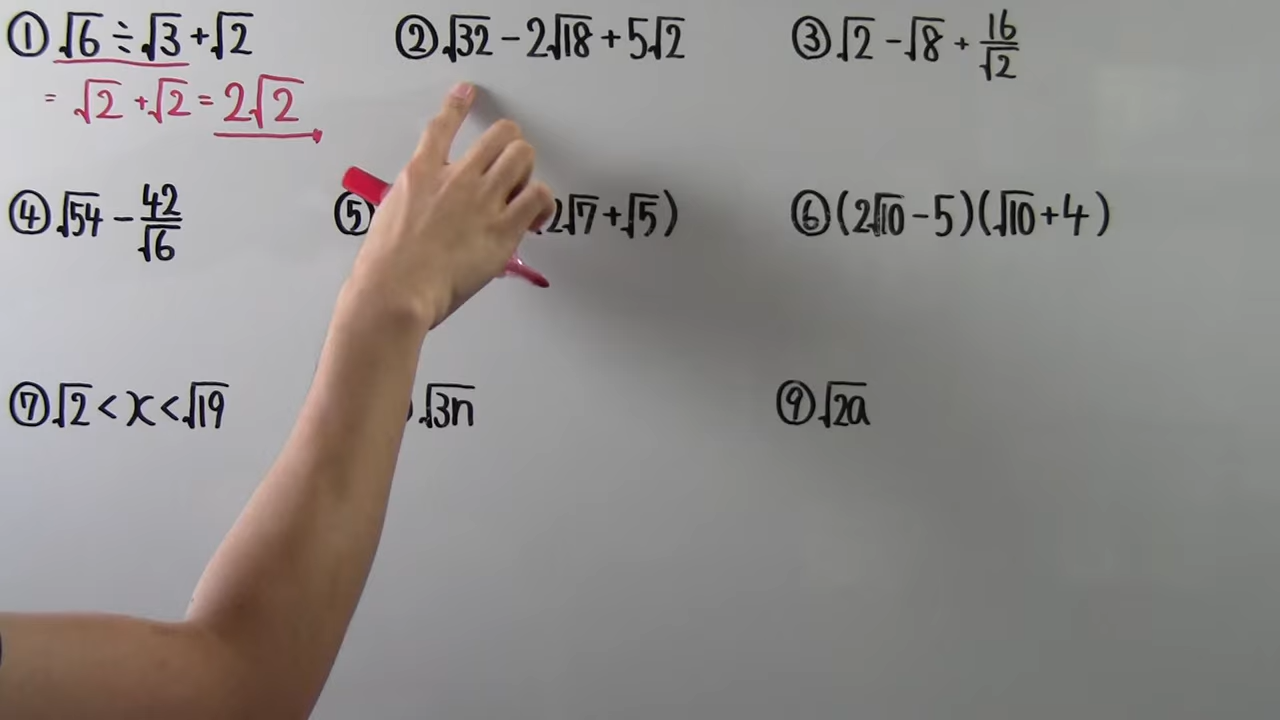 ① √6 ÷ √3 + √2
= √2 + √2 = 2√2
② √32 − 2√18 + 5√2
③ √2 − √8 + 16/√2
④ √54 − 42/√6
⑤ 2√7 + √5)
⑥ (2√10 − 5)(√10 + 4)
⑦ √2 < x < √19
√3n
⑨ √2a